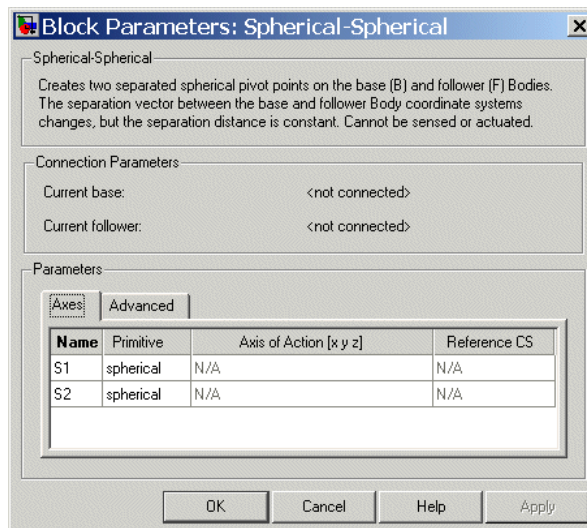 Block Parameters: Spherical-Spherical
Spherical-Spherical
Creates two separated spherical pivot points on the base (B) and follower (F) Bodies.
The separation vector between the base and follower Body coordinate systems
changes, but the separation distance is constant. Cannot be sensed or actuated.
Connection Parameters
Current base: <not connected>
Current follower: <not connected>
Parameters
Axes Advanced
Name Primitive Axis of Action [x y z] Reference CS
S1 spherical N/A N/A
S2 spherical N/A N/A
OK Cancel Help Apply